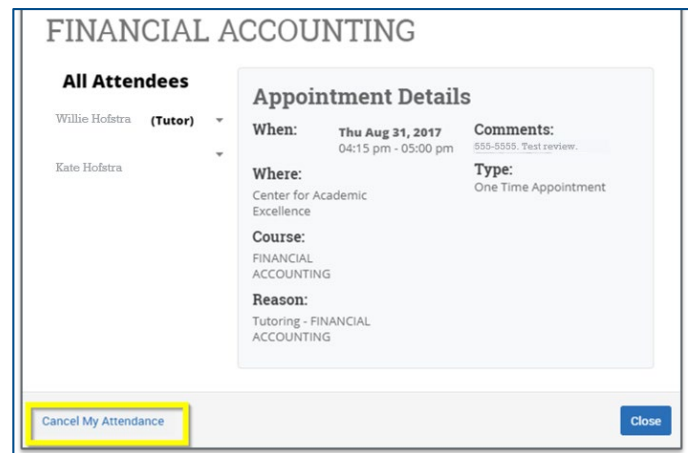 FINANCIAL ACCOUNTING
All Attendees
Willie Hofstra (Tutor)
Kate Hofstra
Appointment Details
When: Thu Aug 31, 2017
04:15 pm - 05:00 pm
Where:
Center for Academic
Excellence
Course:
FINANCIAL
ACCOUNTING
Reason:
Tutoring - FINANCIAL
ACCOUNTING
Comments:
555-5555. Test review.
Type:
One Time Appointment
Cancel My Attendance
Close